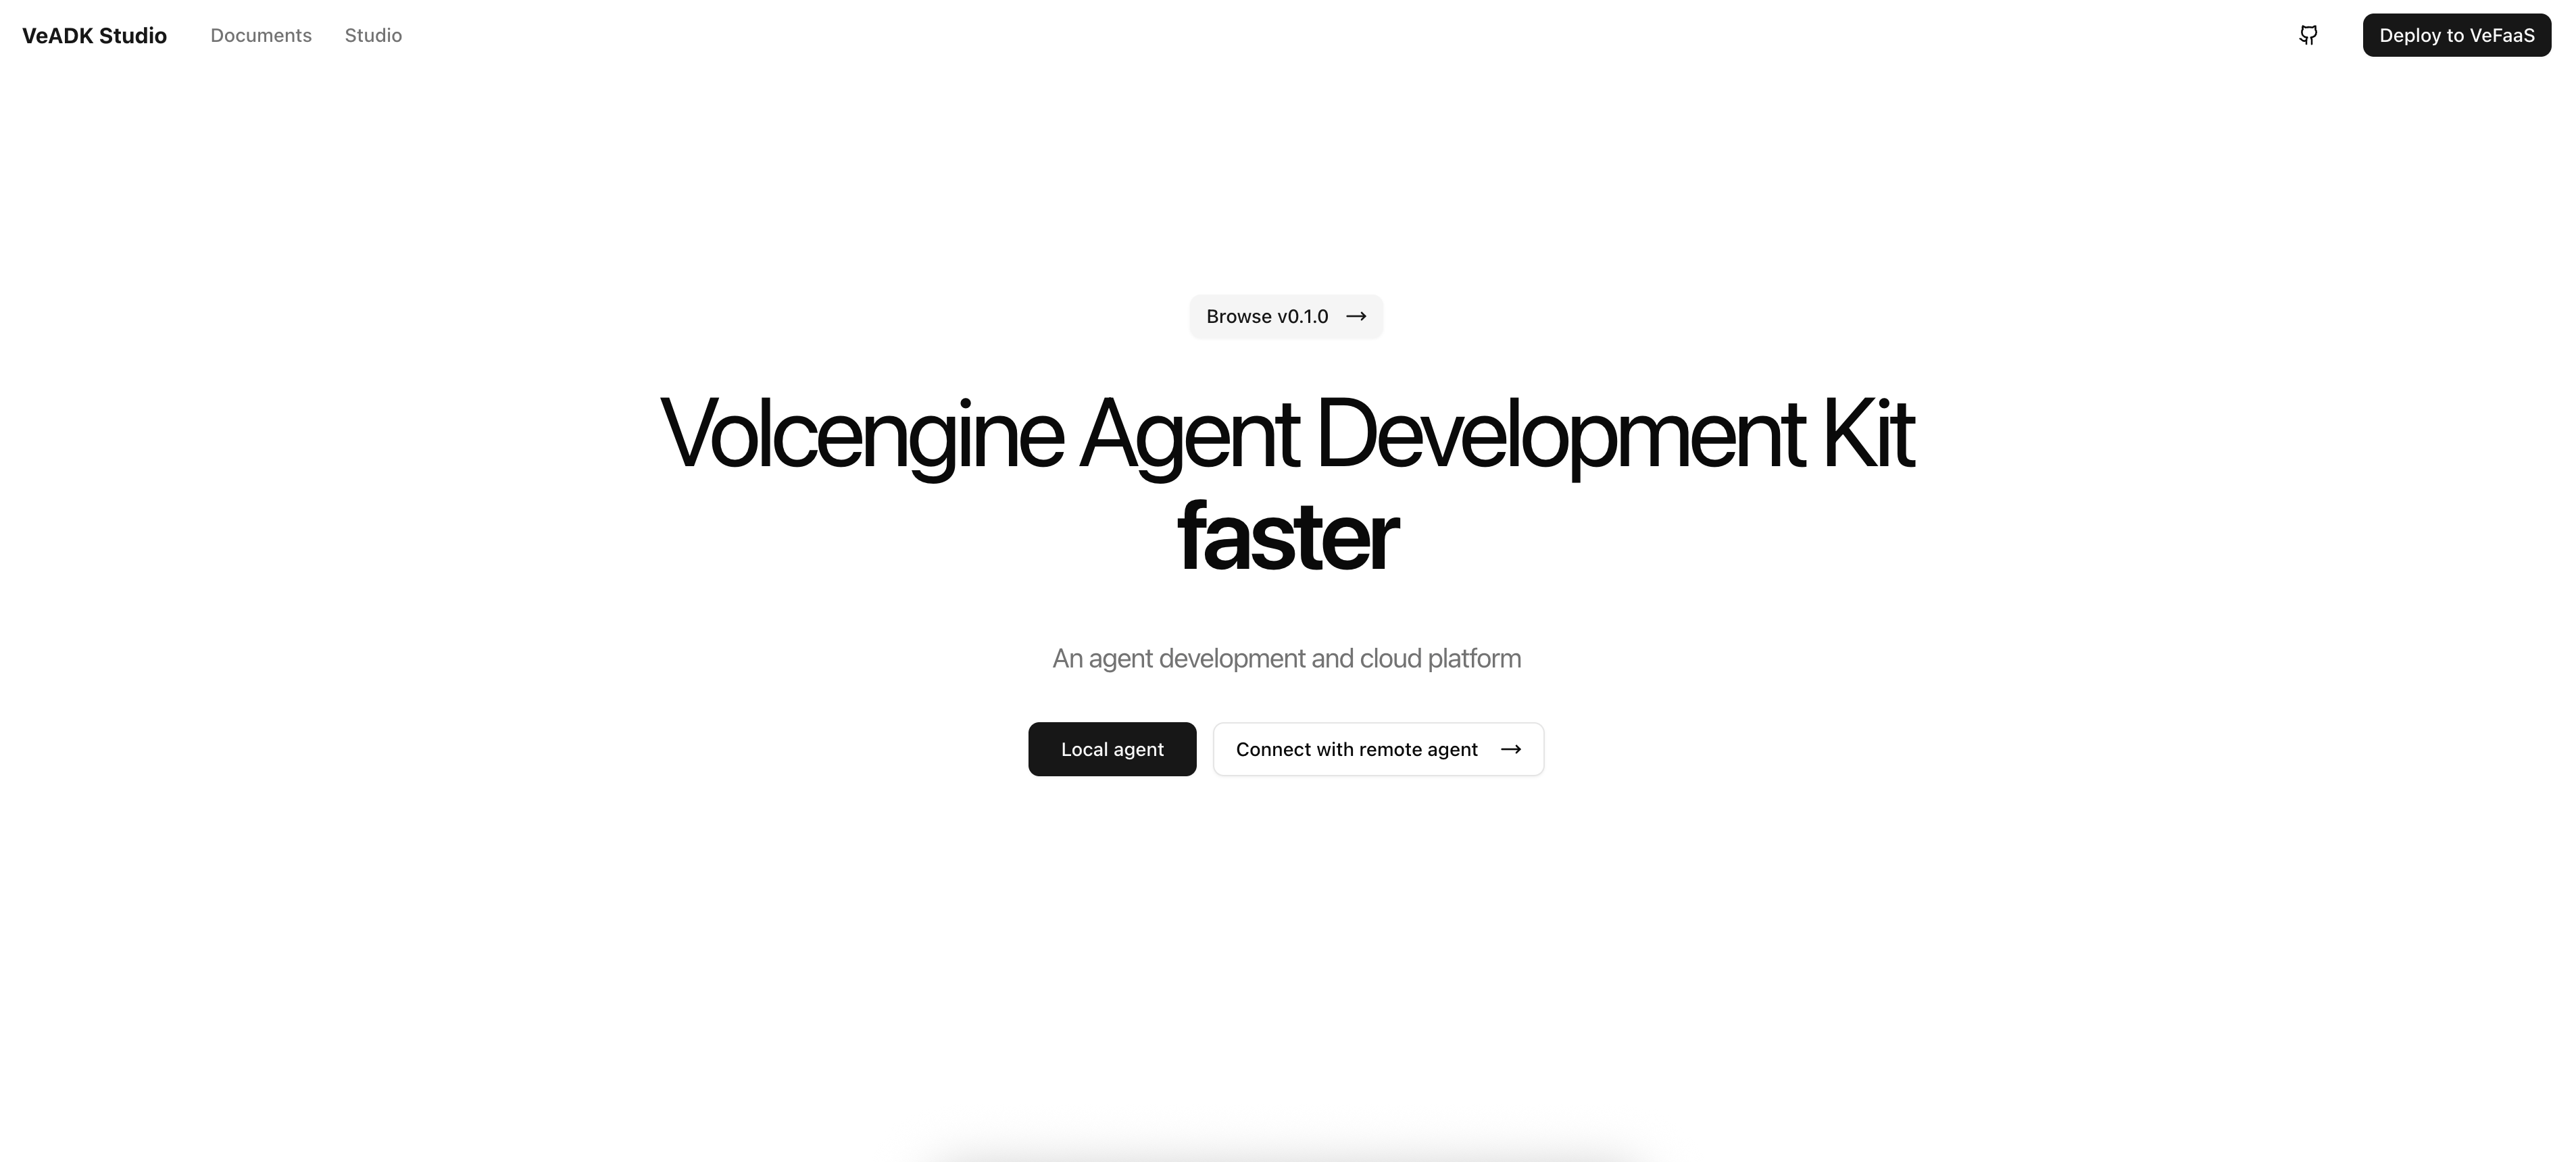 VeADK Studio Documents Studio Deploy to VeFaaS
Browse v0.1.0 →
Volcengine Agent Development Kit
faster
An agent development and cloud platform
Local agent Connect with remote agent →